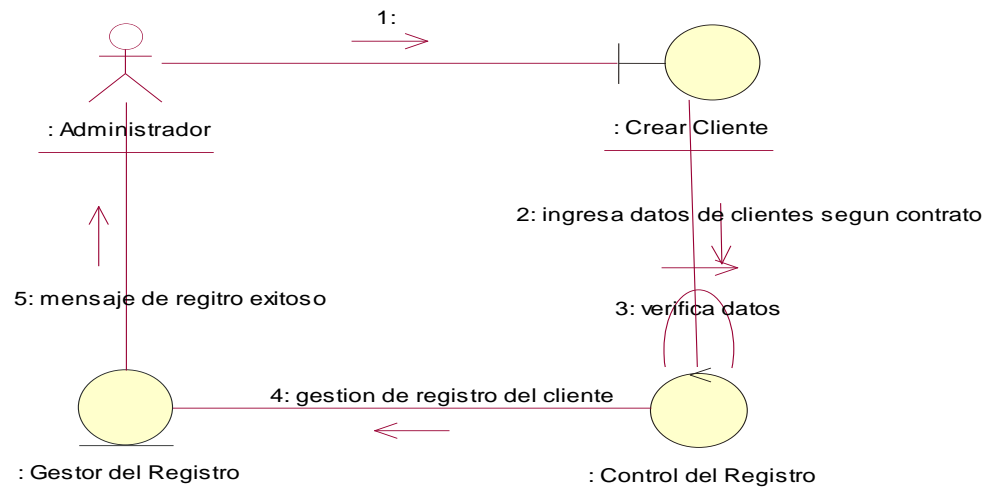 1:
: Administrador
: Crear Cliente
2: ingresa datos de clientes segun contrato
5: mensaje de regitro exitoso
3: verifica datos
4: gestion de registro del cliente
: Gestor del Registro
: Control del Registro